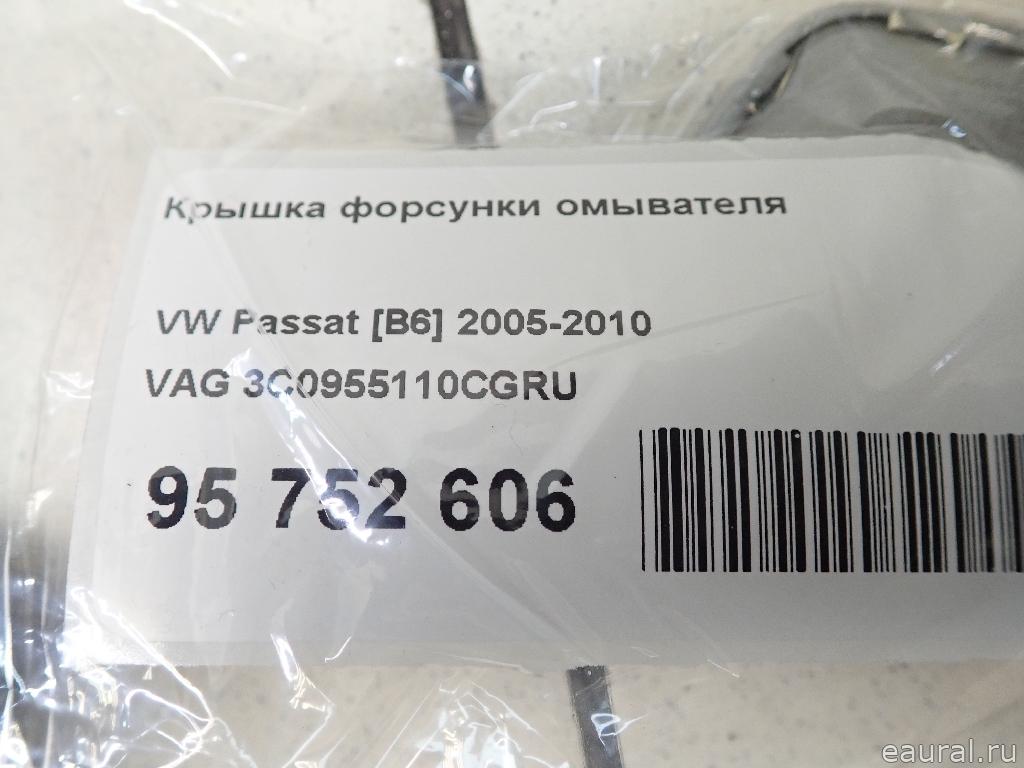 Крышка форсунки омывателя
VW Passat [B6] 2005-2010
VAG 3C0955110CGRU
95 752 606
eaural.ru